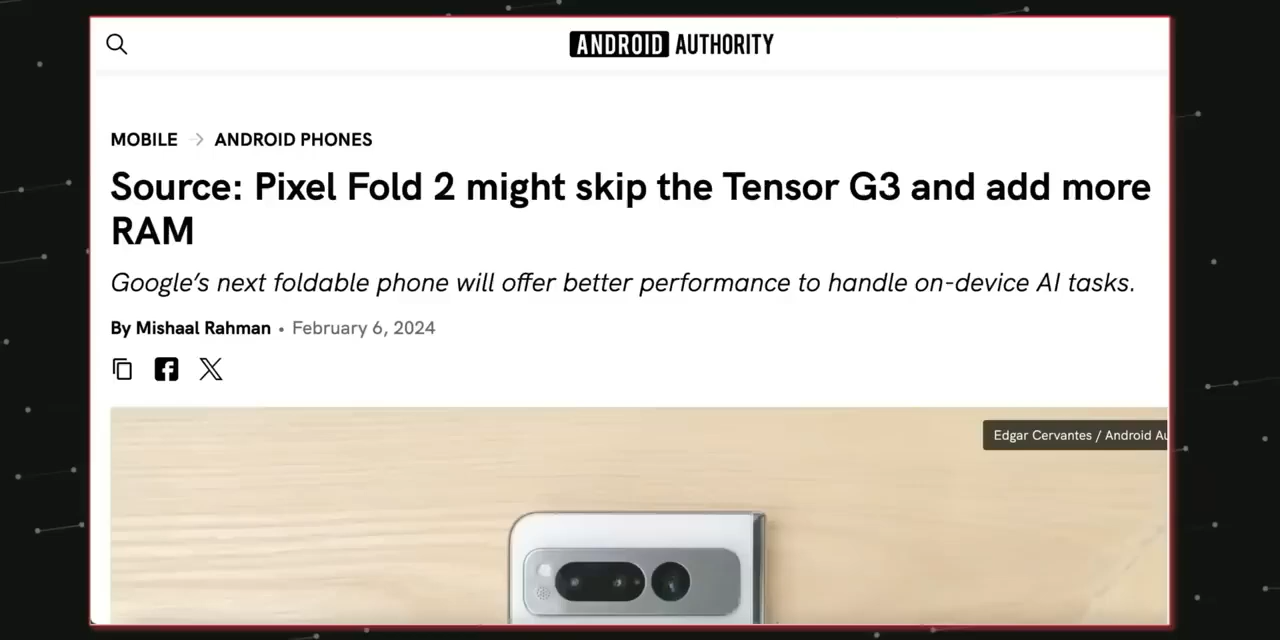 ANDROID AUTHORITY
MOBILE → ANDROID PHONES
Source: Pixel Fold 2 might skip the Tensor G3 and add more
RAM
Google’s next foldable phone will offer better performance to handle on-device AI tasks.
By Mishaal Rahman • February 6, 2024
Edgar Cervantes / Android Au